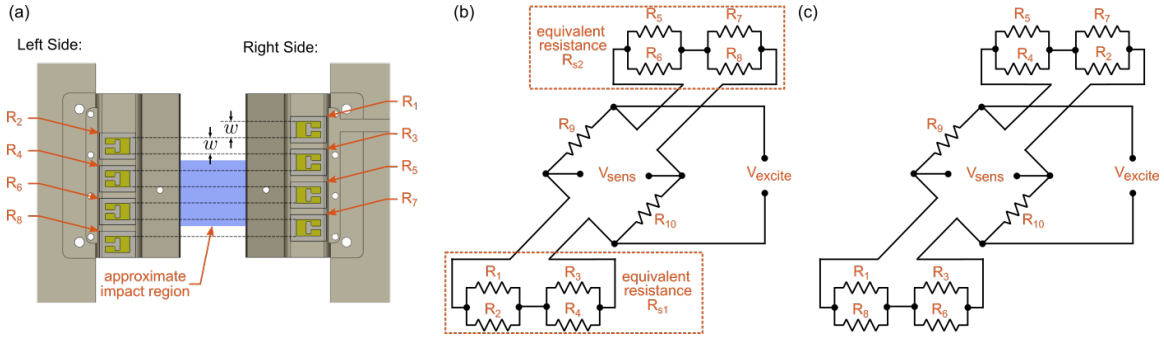 (a)
Left Side:
Right Side:
R2
R4
R6
R8
w
w
R1
R3
R5
R7
approximate
impact region
(b)
equivalent
resistance
Rs2
R5
R7
R6
R8
R9
Vsens
Vexcite
R10
R1
R3
R2
R4
equivalent
resistance
Rs1
(c)
R5
R7
R4
R2
R9
Vsens
Vexcite
R10
R1
R3
R8
R6